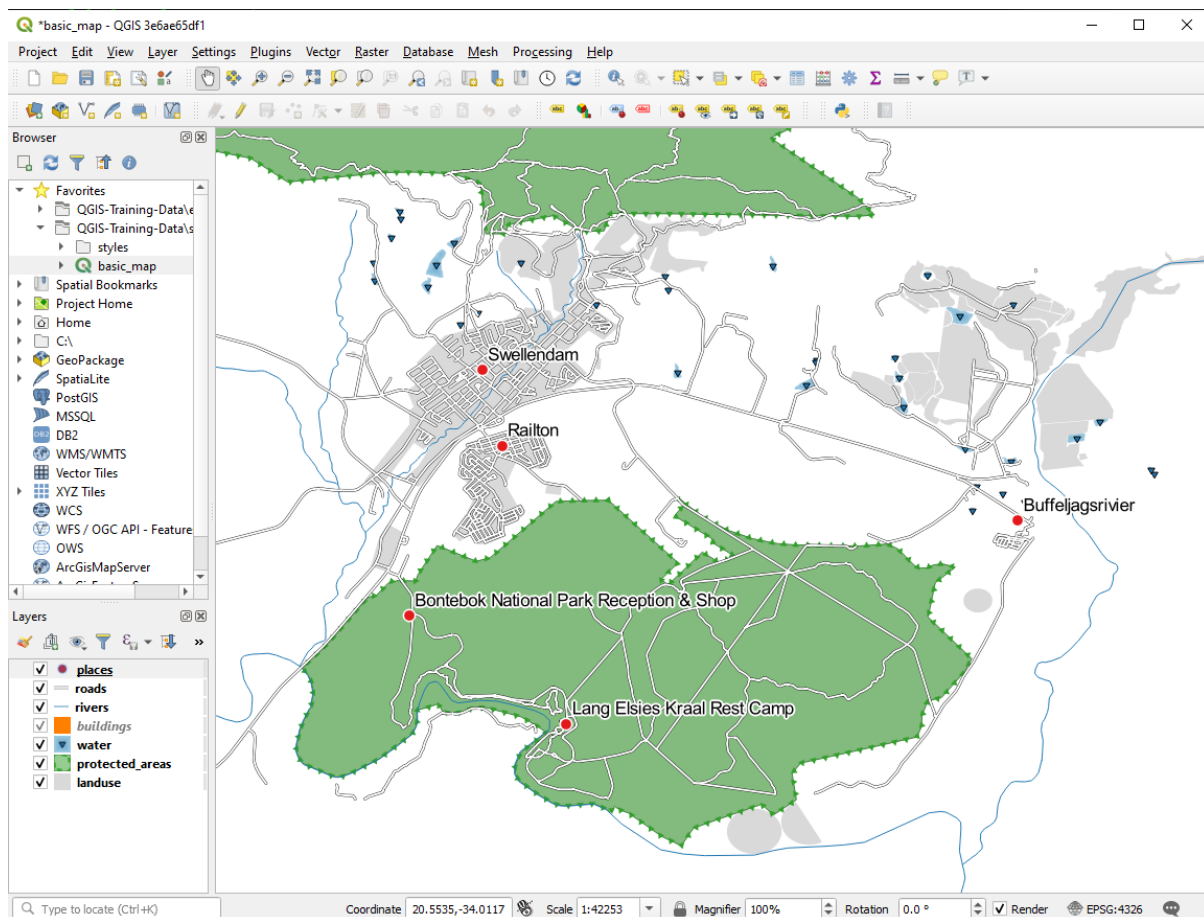 *basic_map - QGIS 3e6ae65df1
Project Edit View Layer Settings Plugins Vector Raster Database Mesh Processing Help
Browser
Favorites
QGIS-Training-Data\e
QGIS-Training-Data\s
styles
basic_map
Spatial Bookmarks
Project Home
Home
C:\
GeoPackage
SpatiaLite
PostGIS
MSSQL
DB2
WMS/WMTS
Vector Tiles
XYZ Tiles
WCS
WFS / OGC API - Feature
OWS
ArcGisMapServer
Layers
places
roads
rivers
buildings
water
protected_areas
landuse
Swellendam
Railton
Buffeljagsrivier
Bontebok National Park Reception & Shop
Lang Elsies Kraal Rest Camp
Type to locate (Ctrl+K) Coordinate 20.5535,-34.0117 Scale 1:42253 Magnifier 100% Rotation 0.0 ° Render EPSG:4326